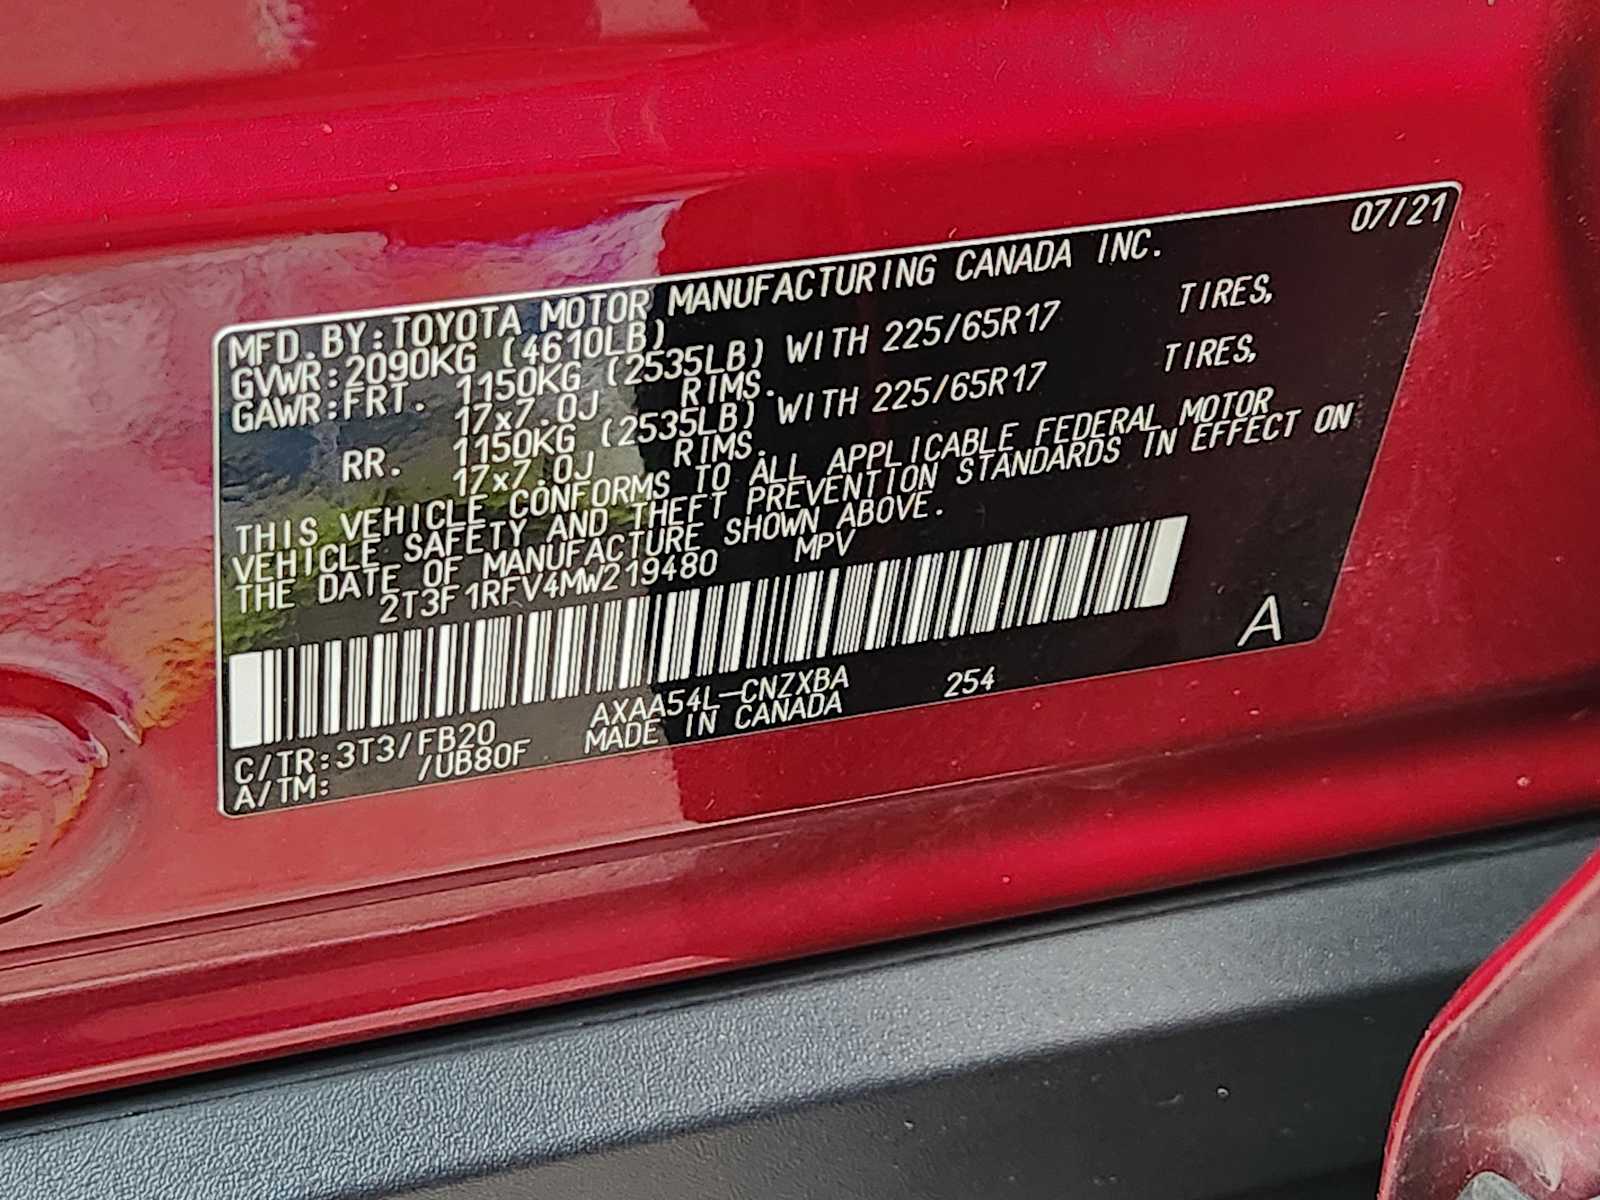 07/21
MFD.BY:TOYOTA MOTOR MANUFACTURING CANADA INC.
GVWR:2090KG (4610LB)
GAWR:FRT. 1150KG (2535LB) WITH 225/65R17 TIRES,
17x7.0J RIMS.
RR. 1150KG (2535LB) WITH 225/65R17 TIRES,
17x7.0J RIMS.
THIS VEHICLE CONFORMS TO ALL APPLICABLE FEDERAL MOTOR
VEHICLE SAFETY AND THEFT PREVENTION STANDARDS IN EFFECT ON
THE DATE OF MANUFACTURE SHOWN ABOVE.
2T3F1RFV4MW219480 MPV
A
C/TR:3T3/FB20 AXAA54L-CNZXBA 254
A/TM: /UB80F MADE IN CANADA